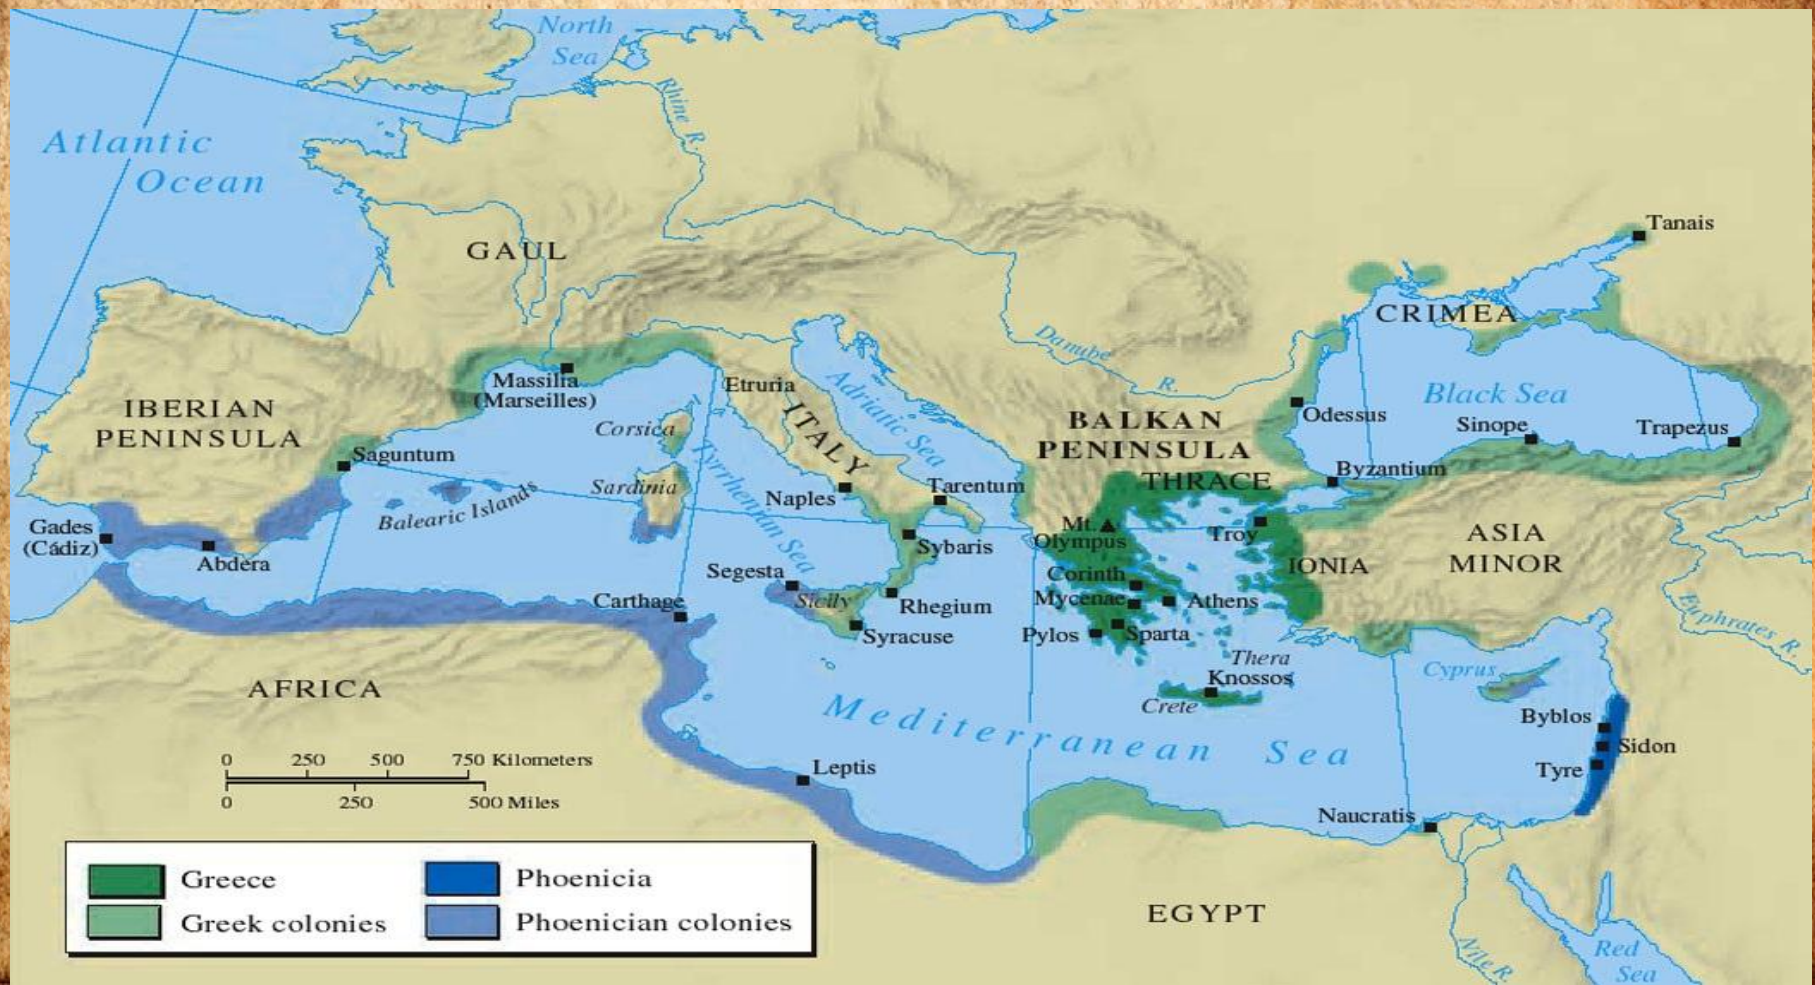 North
Sea
Rhine R.
Atlantic
Ocean
GAUL
Tanais
CRIMEA
Danube
R.
Massilia
(Marseilles)
Etruria
Adriatic Sea
ITALY
Corsica
IBERIAN
PENINSULA
Saguntum
BALKAN
PENINSULA
THRACE
Black Sea
Odessus
Sinope
Trapezus
Byzantium
Sardinia
Balearic Islands
Tyrrhenian Sea
Naples
Tarentum
Gades
(Cádiz)
Abdera
Sybaris
Mt.
Olympus
Troy
ASIA
MINOR
IONIA
Segesta
Sicily
Carthage
Rhegium
Syracuse
Corinth
Mycenae
Athens
Pylos
Sparta
Euphrates R.
Thera
Knossos
Crete
Cyprus
AFRICA
Mediterranean Sea
Byblos
Sidon
Tyre
Leptis
Naucratis
0 250 500 750 Kilometers
0 250 500 Miles
EGYPT
Nile R.
Red
Sea
Greece
Phoenicia
Greek colonies
Phoenician colonies